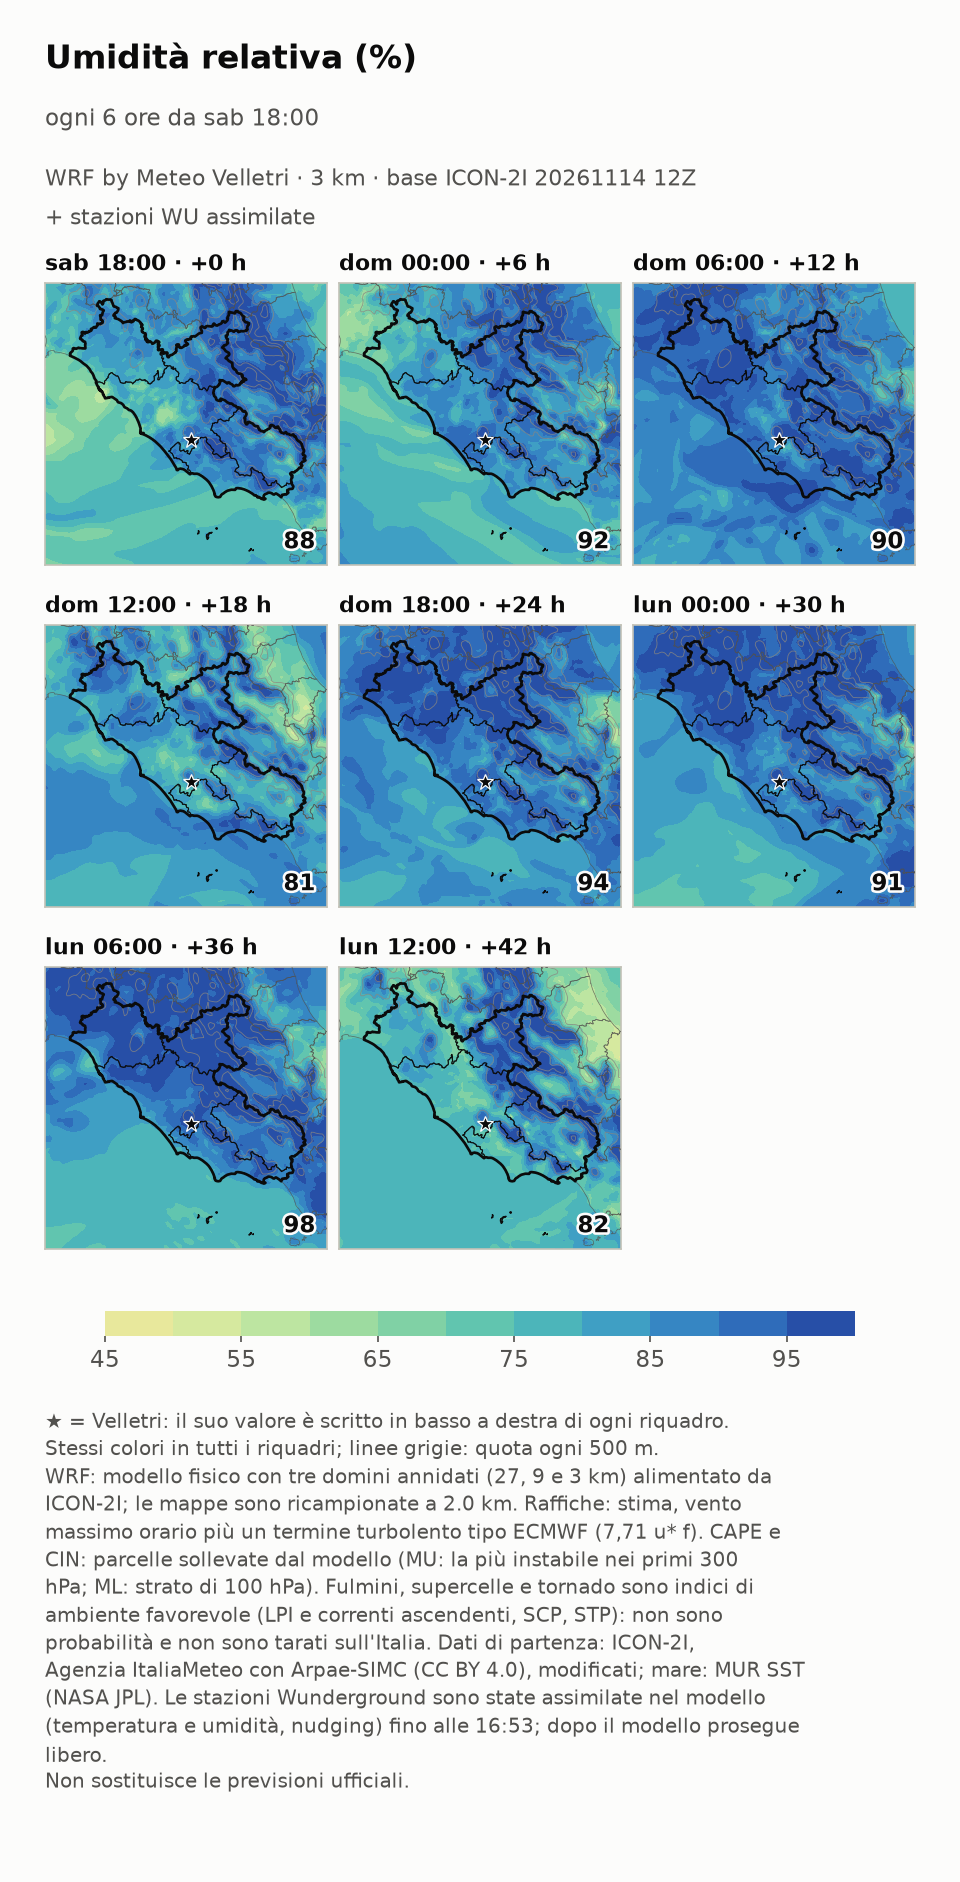 Umidità relativa (%)
ogni 6 ore da sab 18:00
WRF by Meteo Velletri · 3 km · base ICON-2I 20261114 12Z
+ stazioni WU assimilate
sab 18:00 · +0 h
dom 00:00 · +6 h
dom 06:00 · +12 h
88
92
90
dom 12:00 · +18 h
dom 18:00 · +24 h
lun 00:00 · +30 h
81
94
91
lun 06:00 · +36 h
lun 12:00 · +42 h
98
82
45 55 65 75 85 95
★ = Velletri: il suo valore è scritto in basso a destra di ogni riquadro.
Stessi colori in tutti i riquadri; linee grigie: quota ogni 500 m.
WRF: modello fisico con tre domini annidati (27, 9 e 3 km) alimentato da
ICON-2I; le mappe sono ricampionate a 2.0 km. Raffiche: stima, vento
massimo orario più un termine turbolento tipo ECMWF (7,71 u* f). CAPE e
CIN: parcelle sollevate dal modello (MU: la più instabile nei primi 300
hPa; ML: strato di 100 hPa). Fulmini, supercelle e tornado sono indici di
ambiente favorevole (LPI e correnti ascendenti, SCP, STP): non sono
probabilità e non sono tarati sull'Italia. Dati di partenza: ICON-2I,
Agenzia ItaliaMeteo con Arpae-SIMC (CC BY 4.0), modificati; mare: MUR SST
(NASA JPL). Le stazioni Wunderground sono state assimilate nel modello
(temperatura e umidità, nudging) fino alle 16:53; dopo il modello prosegue
libero.
Non sostituisce le previsioni ufficiali.